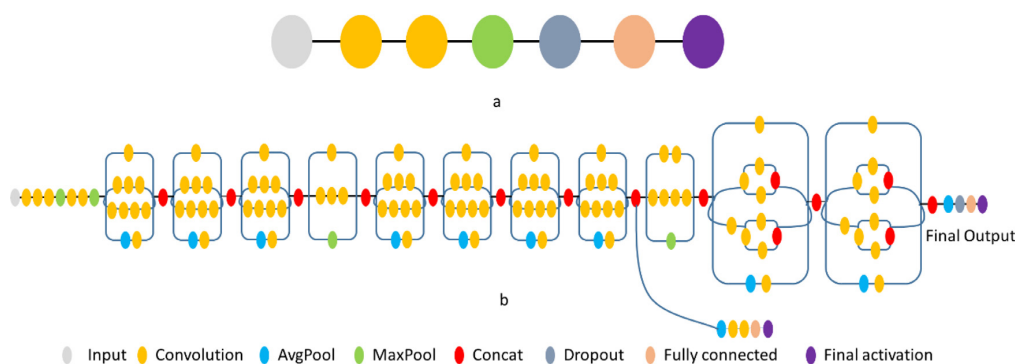 a
Final Output
b
Input Convolution AvgPool MaxPool Concat Dropout Fully connected Final activation